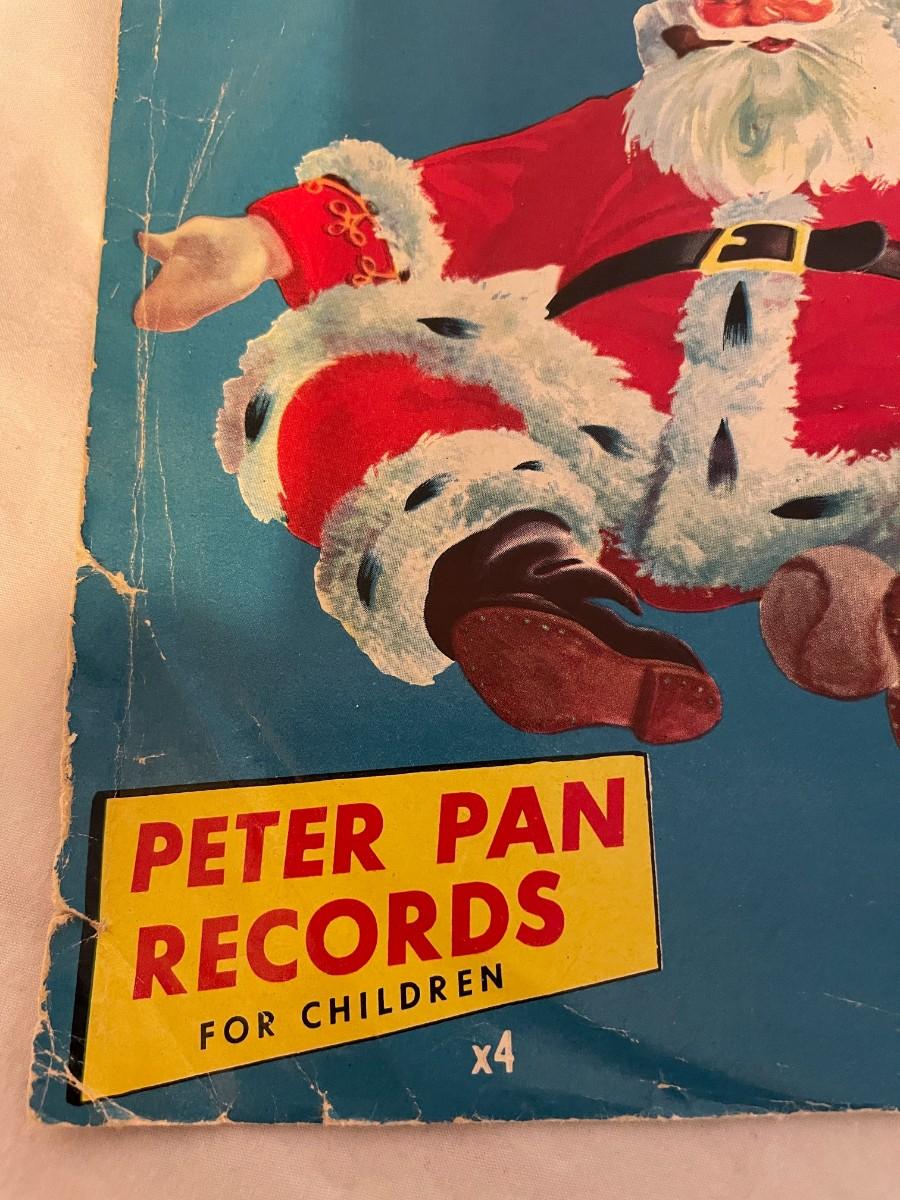 PETER PAN
RECORDS
FOR CHILDREN
x4